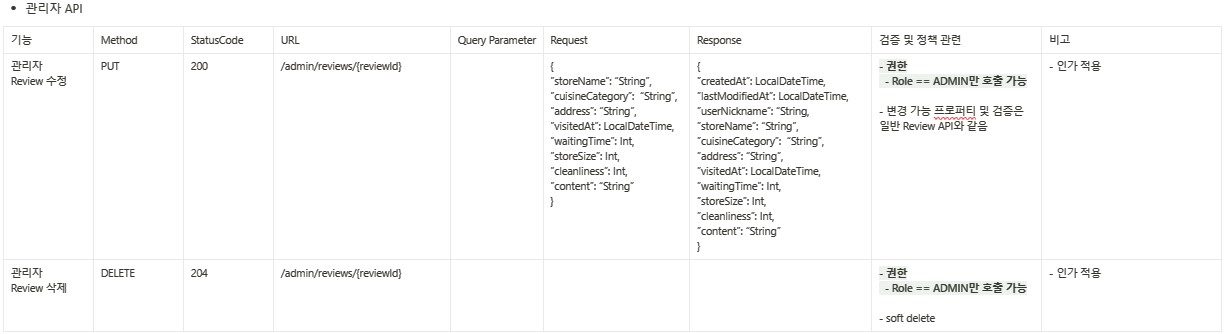 • 관리자 API
기능 Method StatusCode URL Query Parameter Request Response 검증 및 정책 관련 비고
관리자
Review 수정
PUT
200
/admin/reviews/{reviewId}
{
"storeName": "String",
"cuisineCategory":  "String",
"address": "String",
"visitedAt": LocalDateTime,
"waitingTime": Int,
"storeSize": Int,
"cleanliness": Int,
"content": "String"
}
{
"createdAt": LocalDateTime,
"lastModifiedAt": LocalDateTime,
"userNickname": "String,
"storeName": "String",
"cuisineCategory":  "String",
"address": "String",
"visitedAt": LocalDateTime,
"waitingTime": Int,
"storeSize": Int,
"cleanliness": Int,
"content": "String"
}
- 권한
- Role == ADMIN만 호출 가능
- 변경 가능 프로퍼티 및 검증은
일반 Review API와 같음
- 인가 적용
관리자
Review 삭제
DELETE
204
/admin/reviews/{reviewId}
- 권한
- Role == ADMIN만 호출 가능
- soft delete
- 인가 적용